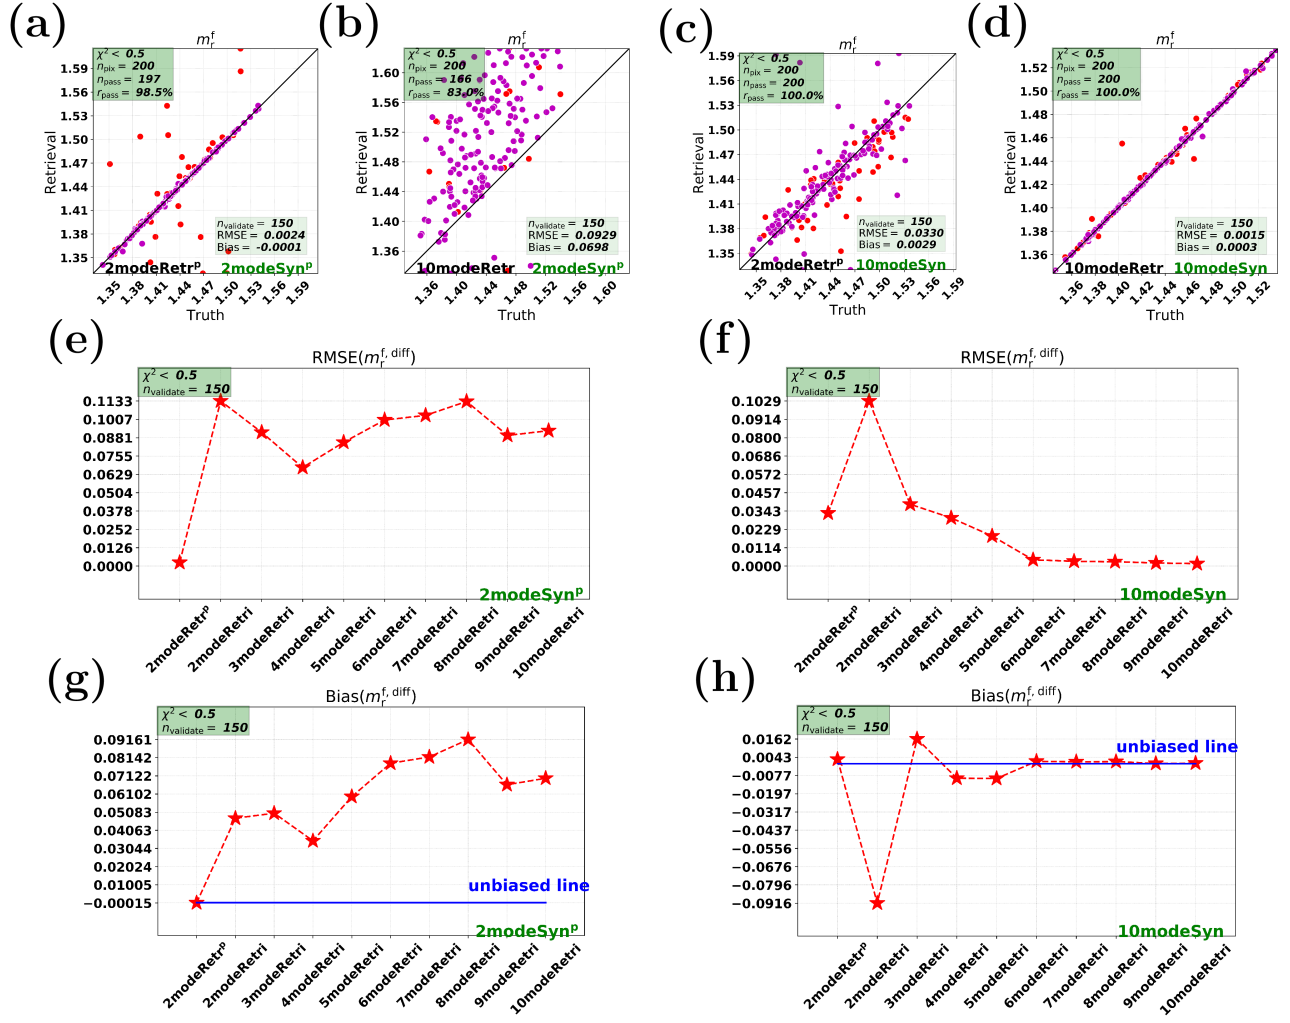 (a)
m_r^f
χ² < 0.5
n_pix = 200
n_pass = 197
r_pass = 98.5%
Retrieval
1.59
1.56
1.53
1.50
1.47
1.44
1.41
1.38
1.35
n_validate = 150
RMSE = 0.0024
Bias = -0.0001
2modeRetr^p 2modeSyn^p
1.35 1.38 1.41 1.44 1.47 1.50 1.53 1.56 1.59
Truth
(b)
m_r^f
χ² < 0.5
n_pix = 200
n_pass = 166
r_pass = 83.0%
Retrieval
1.60
1.56
1.52
1.48
1.44
1.40
1.36
n_validate = 150
RMSE = 0.0929
Bias = 0.0698
10modeRetr 2modeSyn^p
1.36 1.40 1.44 1.48 1.52 1.56 1.60
Truth
(c)
m_r^f
χ² < 0.5
n_pix = 200
n_pass = 200
r_pass = 100.0%
Retrieval
1.59
1.56
1.53
1.50
1.47
1.44
1.41
1.38
1.35
n_validate = 150
RMSE = 0.0330
Bias = 0.0029
2modeRetr^p 10modeSyn
1.35 1.38 1.41 1.44 1.47 1.50 1.53 1.56 1.59
Truth
(d)
m_r^f
χ² < 0.5
n_pix = 200
n_pass = 200
r_pass = 100.0%
Retrieval
1.52
1.50
1.48
1.46
1.44
1.42
1.40
1.38
1.36
n_validate = 150
RMSE = 0.0015
Bias = 0.0003
10modeRetr 10modeSyn
1.36 1.38 1.40 1.42 1.44 1.46 1.48 1.50 1.52
Truth
(e)
RMSE(m_r^{f, diff})
χ² < 0.5
n_validate = 150
0.1133
0.1007
0.0881
0.0755
0.0629
0.0504
0.0378
0.0252
0.0126
0.0000
2modeSyn^p
2modeRetr^p 2modeRetri 3modeRetri 4modeRetri 5modeRetri 6modeRetri 7modeRetri 8modeRetri 9modeRetri 10modeRetri
(f)
RMSE(m_r^{f, diff})
χ² < 0.5
n_validate = 150
0.1029
0.0914
0.0800
0.0686
0.0572
0.0457
0.0343
0.0229
0.0114
0.0000
10modeSyn
2modeRetr^p 2modeRetri 3modeRetri 4modeRetri 5modeRetri 6modeRetri 7modeRetri 8modeRetri 9modeRetri 10modeRetri
(g)
Bias(m_r^{f, diff})
χ² < 0.5
n_validate = 150
0.09161
0.08142
0.07122
0.06102
0.05083
0.04063
0.03044
0.02024
0.01005
−0.00015
unbiased line
2modeSyn^p
2modeRetr^p 2modeRetri 3modeRetri 4modeRetri 5modeRetri 6modeRetri 7modeRetri 8modeRetri 9modeRetri 10modeRetri
(h)
Bias(m_r^{f, diff})
χ² < 0.5
n_validate = 150
0.0162
0.0043
−0.0077
−0.0197
−0.0317
−0.0437
−0.0556
−0.0676
−0.0796
−0.0916
unbiased line
10modeSyn
2modeRetr^p 2modeRetri 3modeRetri 4modeRetri 5modeRetri 6modeRetri 7modeRetri 8modeRetri 9modeRetri 10modeRetri